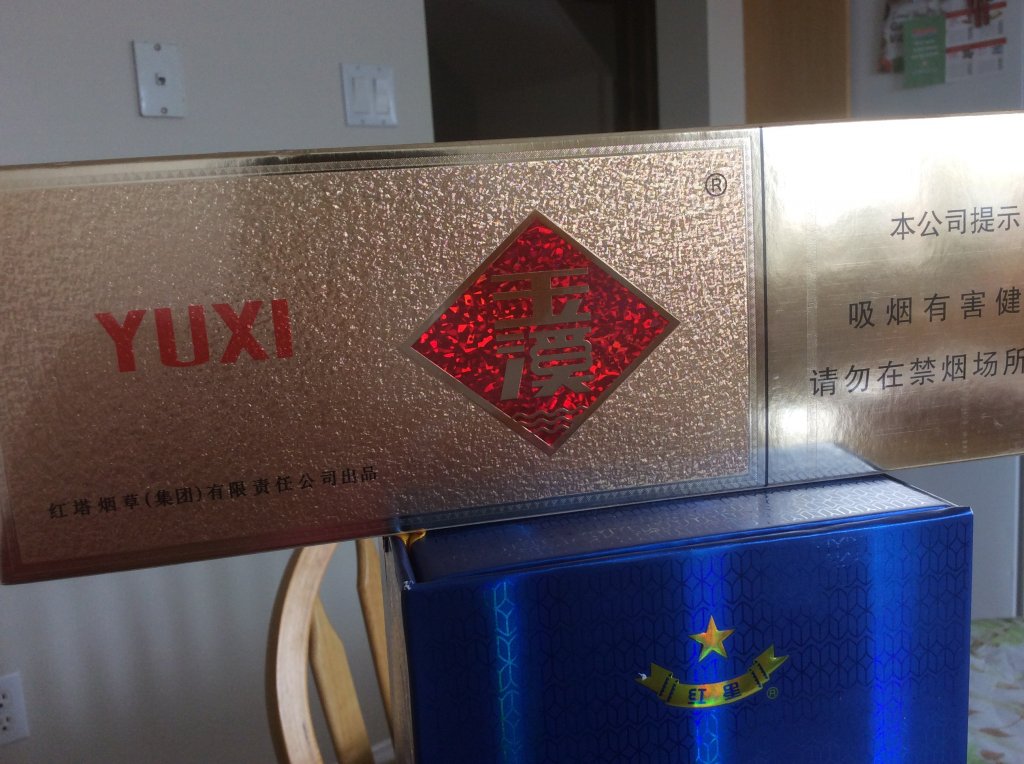 ®
玉
溪
YUXI
红塔烟草(集团)有限责任公司出品
本公司提示
吸烟有害健
请勿在禁烟场所
红星®